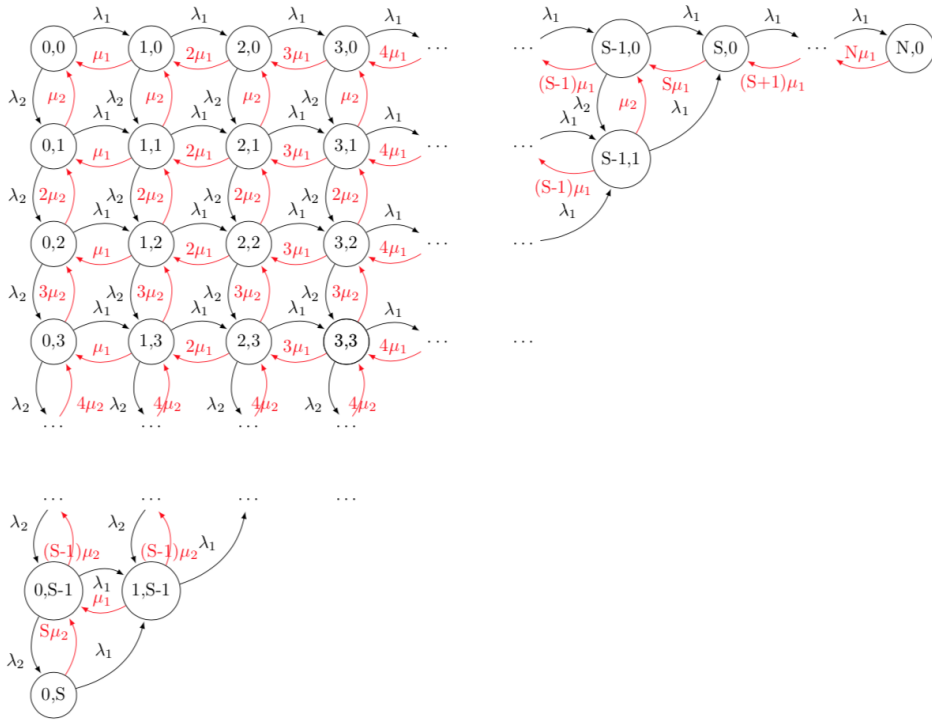 λ₁ λ₁ λ₁ λ₁ λ₁ λ₁ λ₁ λ₁
0,0 μ₁ 1,0 2μ₁ 2,0 3μ₁ 3,0 4μ₁ ... ... S-1,0 S,0 ... Nμ₁ N,0
(S-1)μ₁ Sμ₁ (S+1)μ₁
λ₂ μ₂ λ₂ μ₂ λ₂ μ₂ λ₂ μ₂ λ₂ μ₂ λ₁
λ₁ λ₁ λ₁ λ₁ λ₁
0,1 μ₁ 1,1 2μ₁ 2,1 3μ₁ 3,1 4μ₁ ... ... S-1,1
(S-1)μ₁
λ₂ 2μ₂ λ₂ 2μ₂ λ₂ 2μ₂ λ₂ 2μ₂
λ₁ λ₁ λ₁ λ₁ λ₁
0,2 μ₁ 1,2 2μ₁ 2,2 3μ₁ 3,2 4μ₁ ... ...
λ₂ 3μ₂ λ₂ 3μ₂ λ₂ 3μ₂ λ₂ 3μ₂
λ₁ λ₁ λ₁ λ₁
0,3 μ₁ 1,3 2μ₁ 2,3 3μ₁ 3,3 4μ₁ ... ...
λ₂ 4μ₂ λ₂ 4μ₂ λ₂ 4μ₂ λ₂ 4μ₂
... ... ... ...
... ... ... ...
λ₂ (S-1)μ₂ λ₂ (S-1)μ₂ λ₁
0,S-1 λ₁ 1,S-1
μ₁
λ₂ Sμ₂ λ₁
0,S